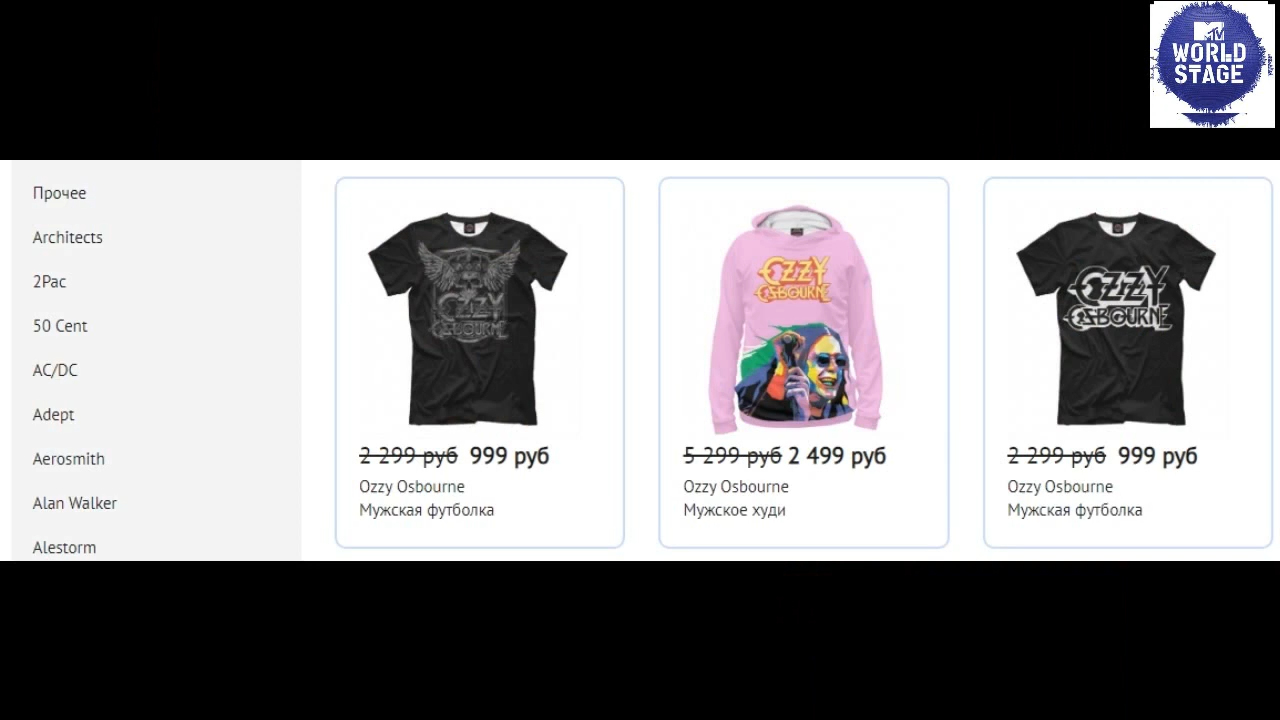 MTV
WORLD
STAGE
Прочее
Architects
2Pac
50 Cent
AC/DC
Adept
Aerosmith
Alan Walker
Alestorm
OZZY
OSBOURNE
2 299 руб 999 руб
Ozzy Osbourne
Мужская футболка
OZZY
OSBOURNE
5 299 руб 2 499 руб
Ozzy Osbourne
Мужское худи
OZZY
OSBOURNE
2 299 руб 999 руб
Ozzy Osbourne
Мужская футболка